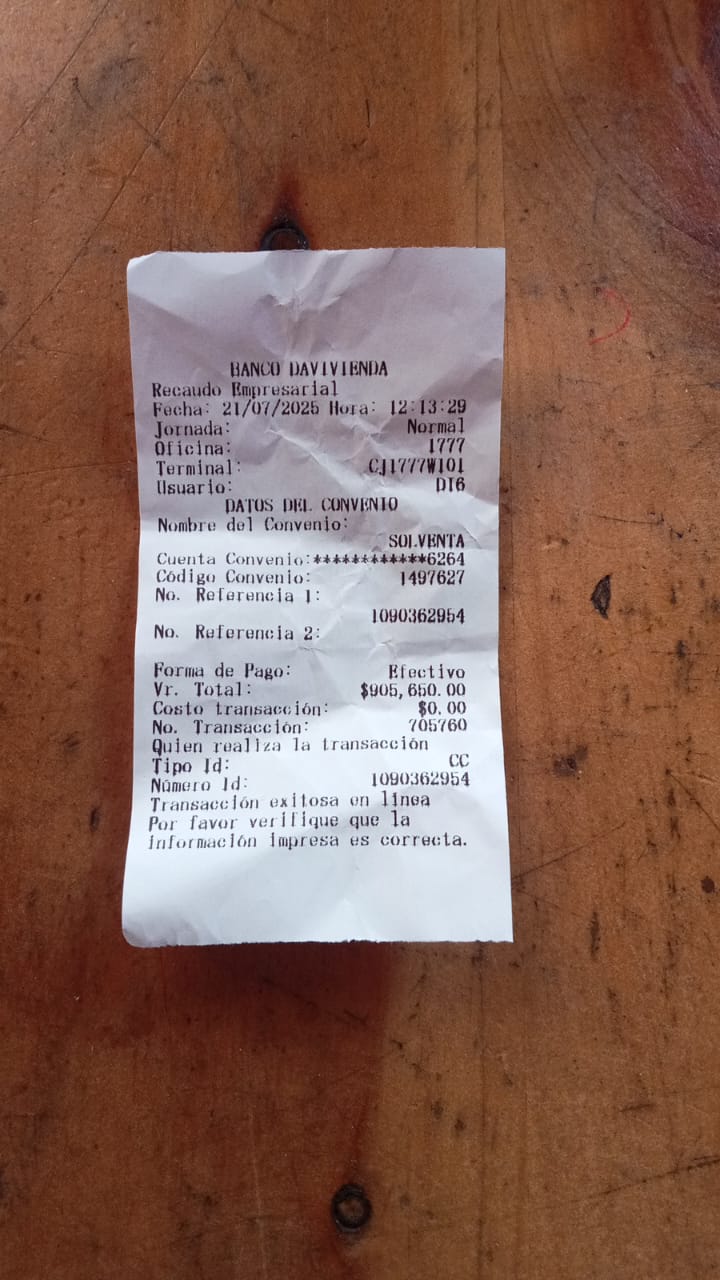 BANCO DAVIVIENDA
Recaudo Empresarial
Fecha: 21/07/2025 Hora: 12:13:29
Jornada: Normal
Oficina: 1777
Terminal: CJ1777W101
Usuario: DT6
DATOS DEL CONVENIO
Nombre del Convenio:
SOLVENTA
Cuenta Convenio:************6264
Código Convenio: 1497627
No. Referencia 1:
1090362954
No. Referencia 2:
Forma de Pago: Efectivo
Vr. Total: $905,650.00
Costo transacción: $0.00
No. Transacción: 705760
Quien realiza la transacción
Tipo Id: CC
Número Id: 1090362954
Transacción exitosa en linea
Por favor verifique que la
información impresa es correcta.